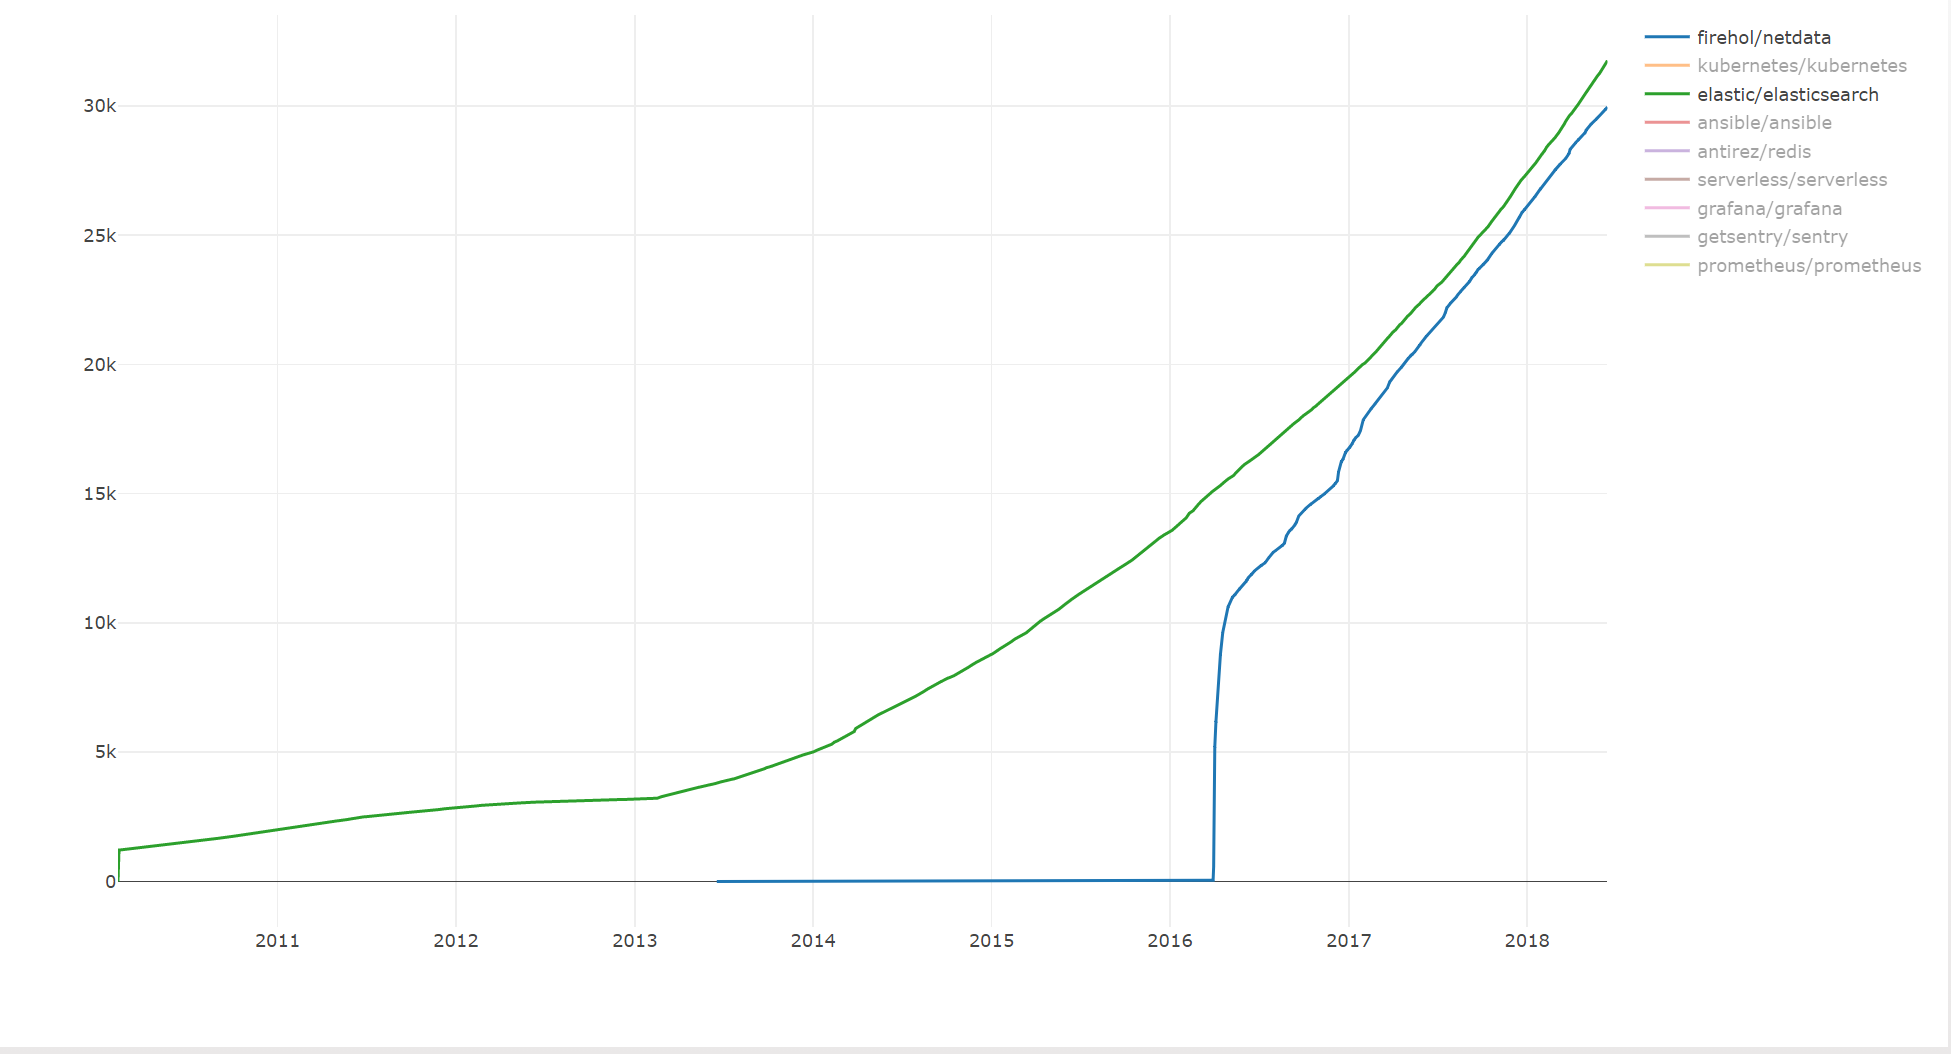 30k
25k
20k
15k
10k
5k
0
2011 2012 2013 2014 2015 2016 2017 2018
firehol/netdata
kubernetes/kubernetes
elastic/elasticsearch
ansible/ansible
antirez/redis
serverless/serverless
grafana/grafana
getsentry/sentry
prometheus/prometheus